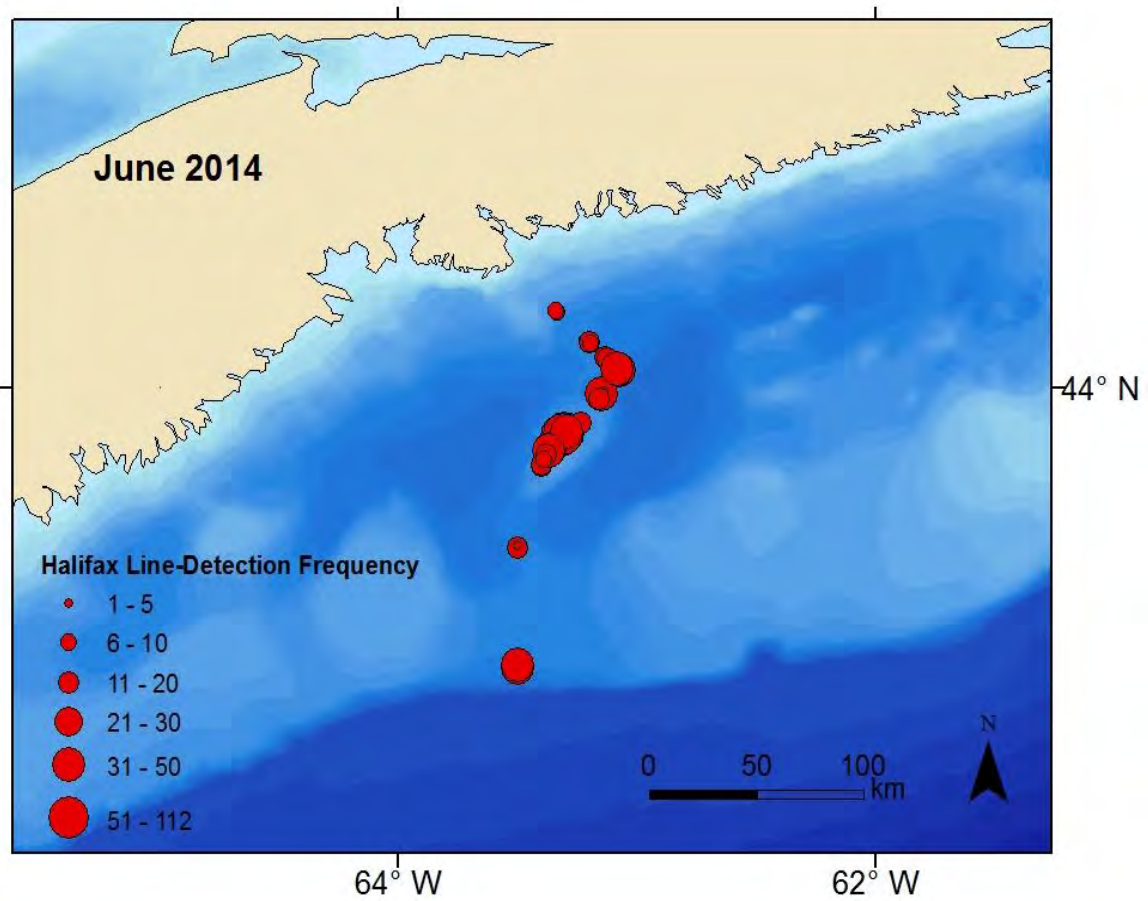 June 2014
44° N
Halifax Line-Detection Frequency
1 - 5
6 - 10
11 - 20
21 - 30
31 - 50
51 - 112
0 50 100
km
N
64° W 62° W